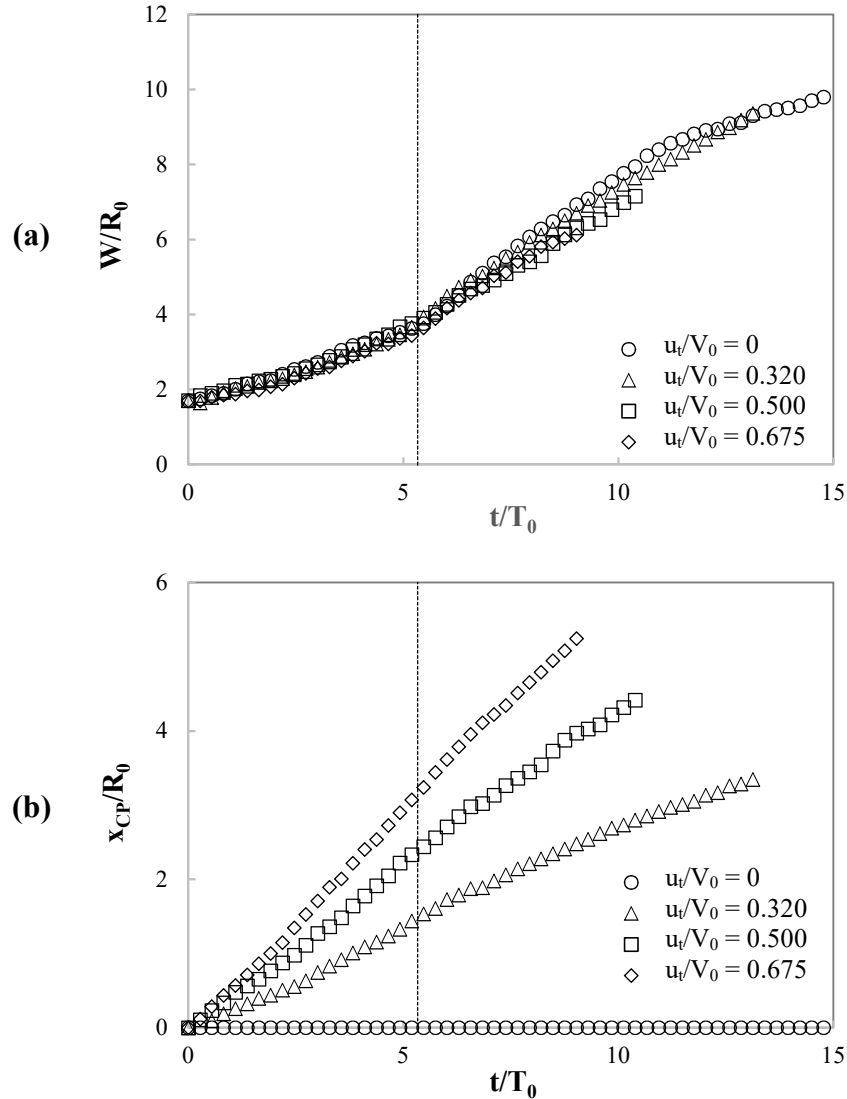 12
10
8
6
4
2
0
(a)
W/R₀
uₜ/V₀ = 0
uₜ/V₀ = 0.320
uₜ/V₀ = 0.500
uₜ/V₀ = 0.675
0 5 10 15
t/T₀
6
4
2
0
(b)
x_CP/R₀
uₜ/V₀ = 0
uₜ/V₀ = 0.320
uₜ/V₀ = 0.500
uₜ/V₀ = 0.675
0 5 10 15
t/T₀